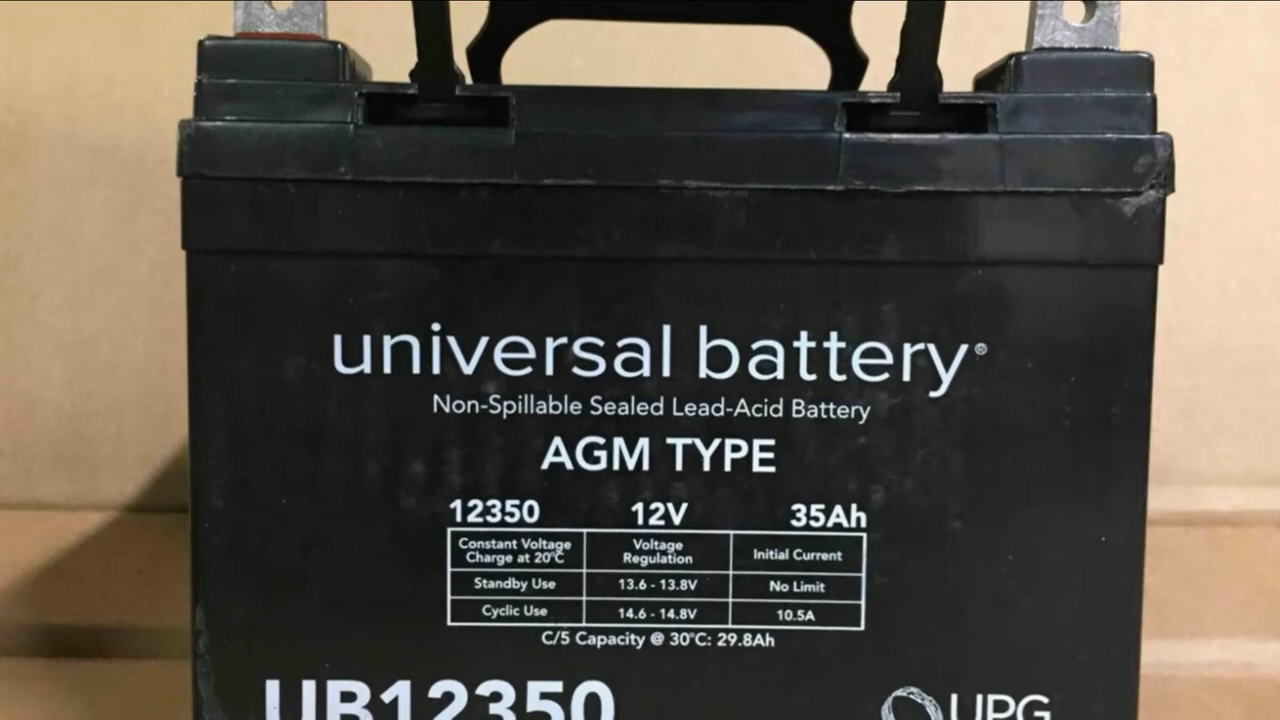 universal battery®
Non-Spillable Sealed Lead-Acid Battery
AGM TYPE
12350 12V 35Ah
Constant Voltage Charge at 20°C Voltage Regulation Initial Current
Standby Use 13.6 - 13.8V No Limit
Cyclic Use 14.6 - 14.8V 10.5A
C/5 Capacity @ 30°C: 29.8Ah
UB12350 UPG